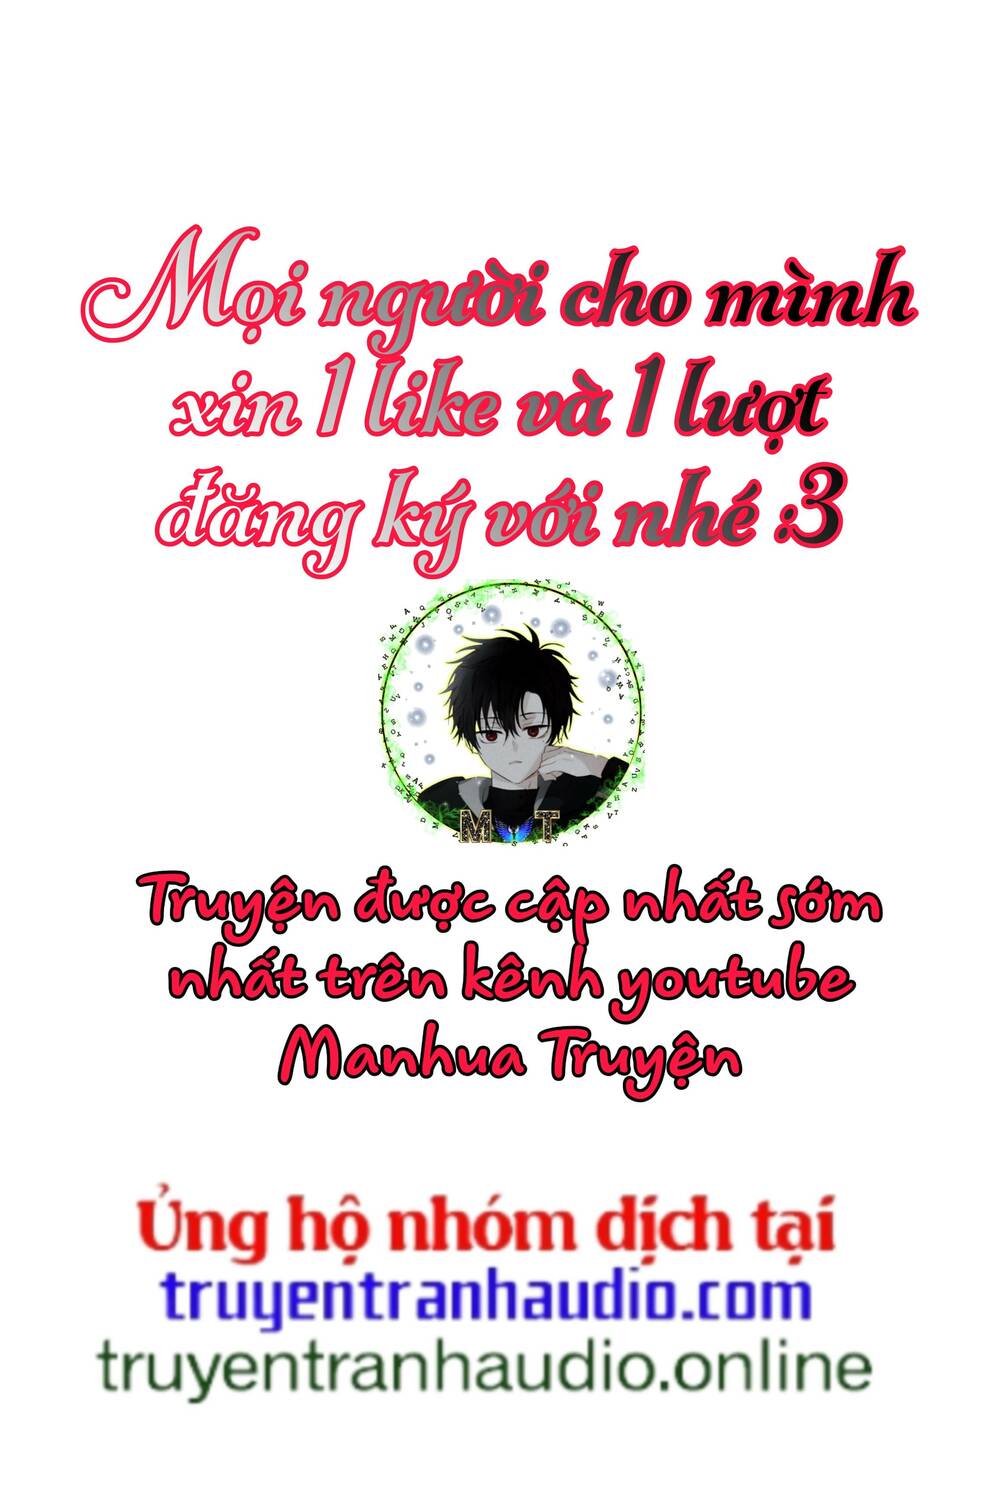 Mọi người cho mình
xin 1 like và 1 lượt
đăng ký với nhé :3
M T
Truyện được cập nhất sớm
nhất trên kênh youtube
Manhua Truyện
Ủng hộ nhóm dịch tại
truyentranhaudio.com
truyentranhaudio.online